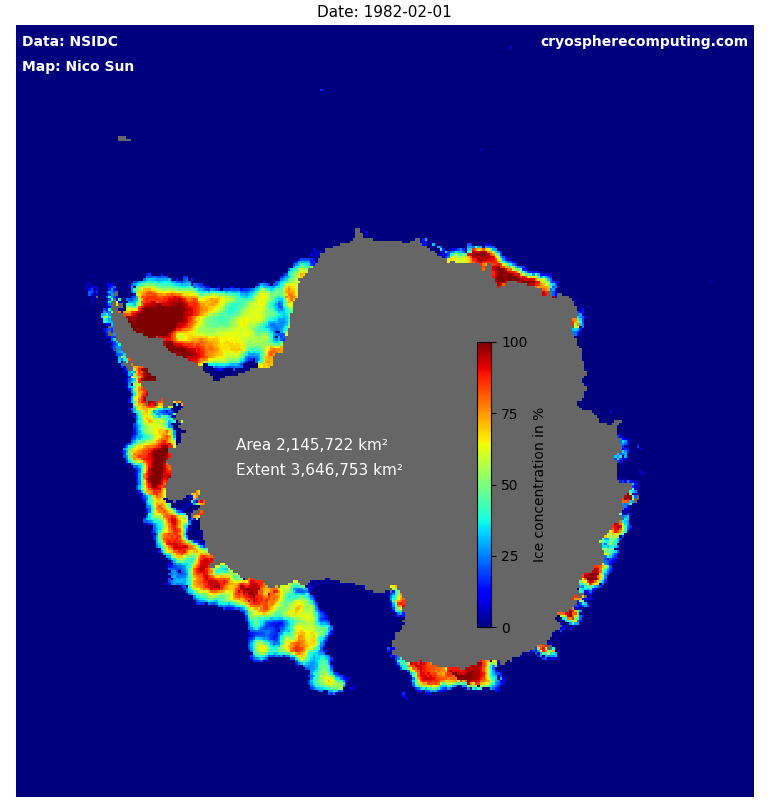 Date: 1982-02-01
Data: NSIDC
cryospherecomputing.com
Map: Nico Sun
100
75
50
25
0
Ice concentration in %
Area 2,145,722 km²
Extent 3,646,753 km²